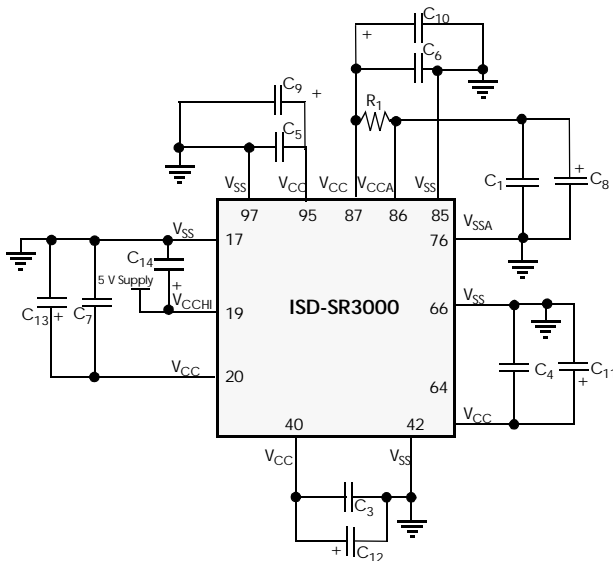 C10
+
C6
C9
+
R1
C5
VSS
VCC
VCC
VCCA
VSS
C1
+
C8
97
95
87
86
85
VSS
17
76
VSSA
C14
5 V Supply
+
VCCHI
19
ISD-SR3000
66
VSS
C13
+
C7
C4
C1
+
VCC
20
64
40
42
VCC
VCC
VSS
C3
+
C12